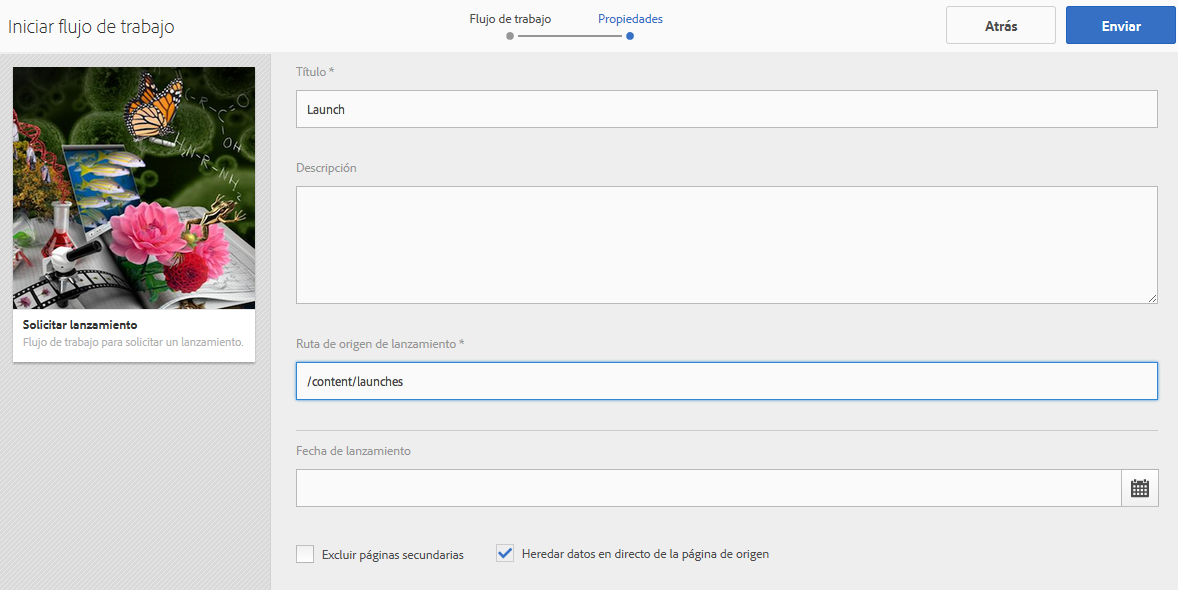 Iniciar flujo de trabajo
Flujo de trabajo
Propiedades
Atrás
Enviar
Solicitar lanzamiento
Flujo de trabajo para solicitar un lanzamiento.
Título *
Launch
Descripción
Ruta de origen de lanzamiento *
/content/launches
Fecha de lanzamiento
Excluir páginas secundarias
Heredar datos en directo de la página de origen